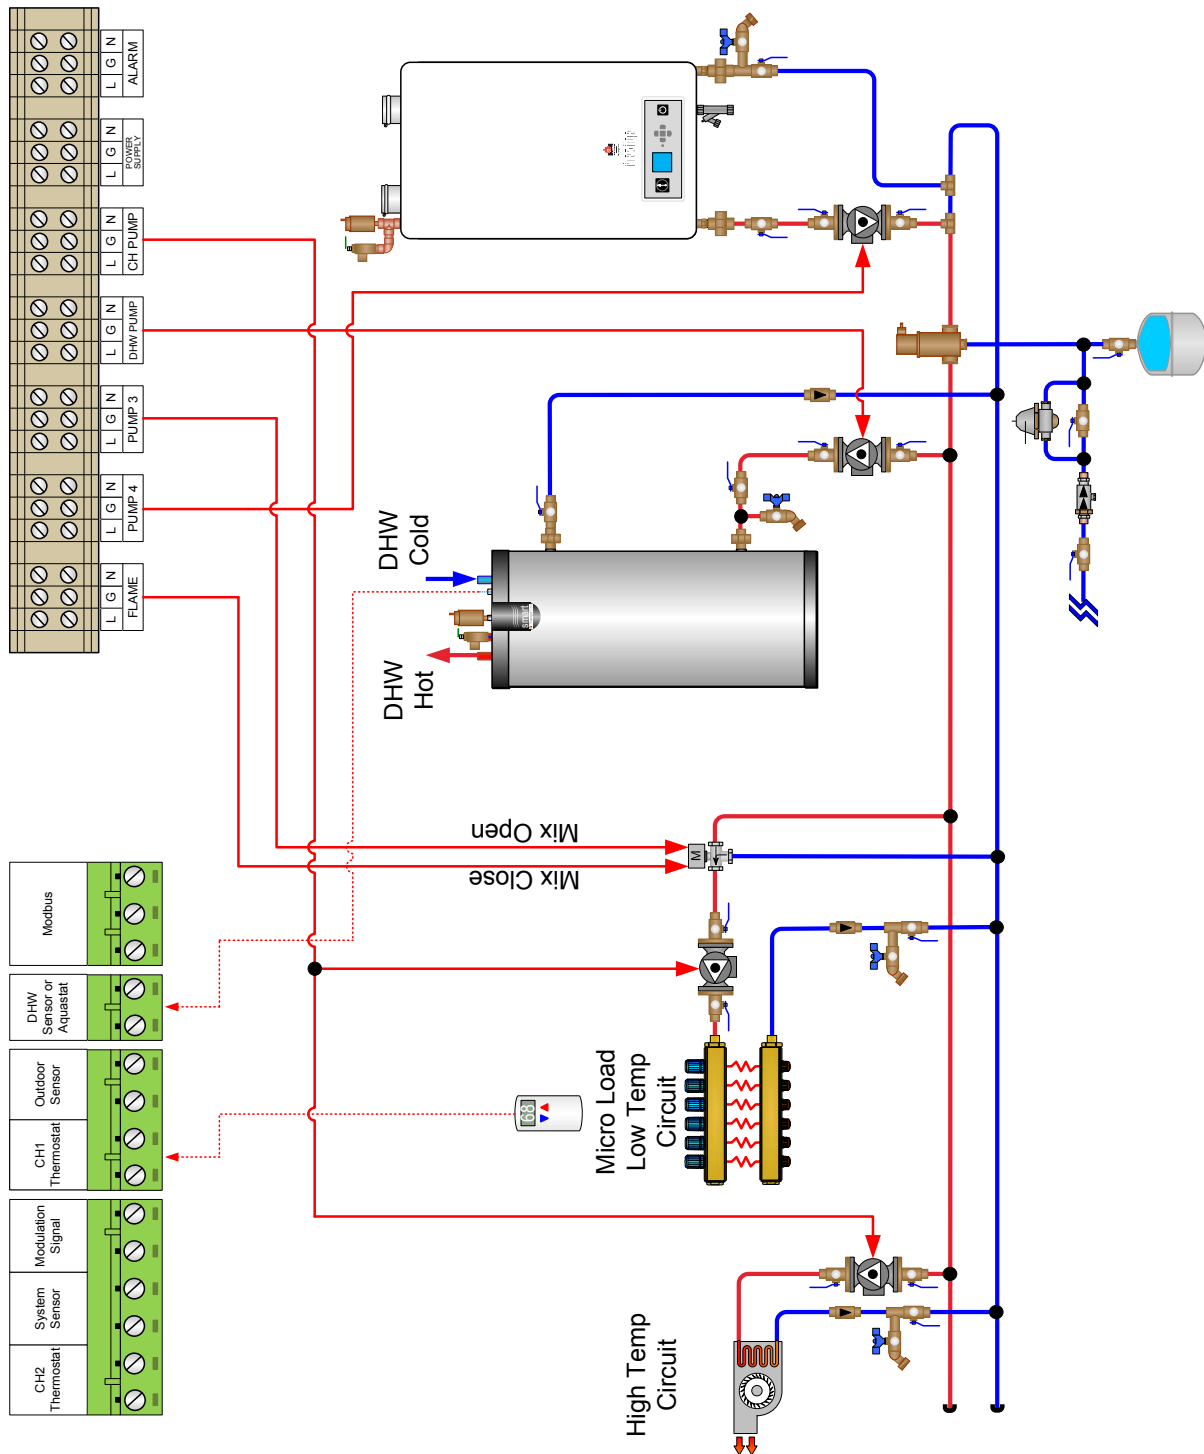 N
G
L
ALARM
N
G
L
POWER
SUPPLY
N
G
L
CH PUMP
N
G
L
DHW PUMP
N
G
L
PUMP 3
N
G
L
PUMP 4
N
G
L
FLAME
Modbus
DHW
Sensor or
Aquastat
Outdoor
Sensor
CH1
Thermostat
Modulation
Signal
System
Sensor
CH2
Thermostat
DHW
Cold
DHW
Hot
smart
Mix Open
Mix Close
M
68
Micro Load
Low Temp
Circuit
High Temp
Circuit